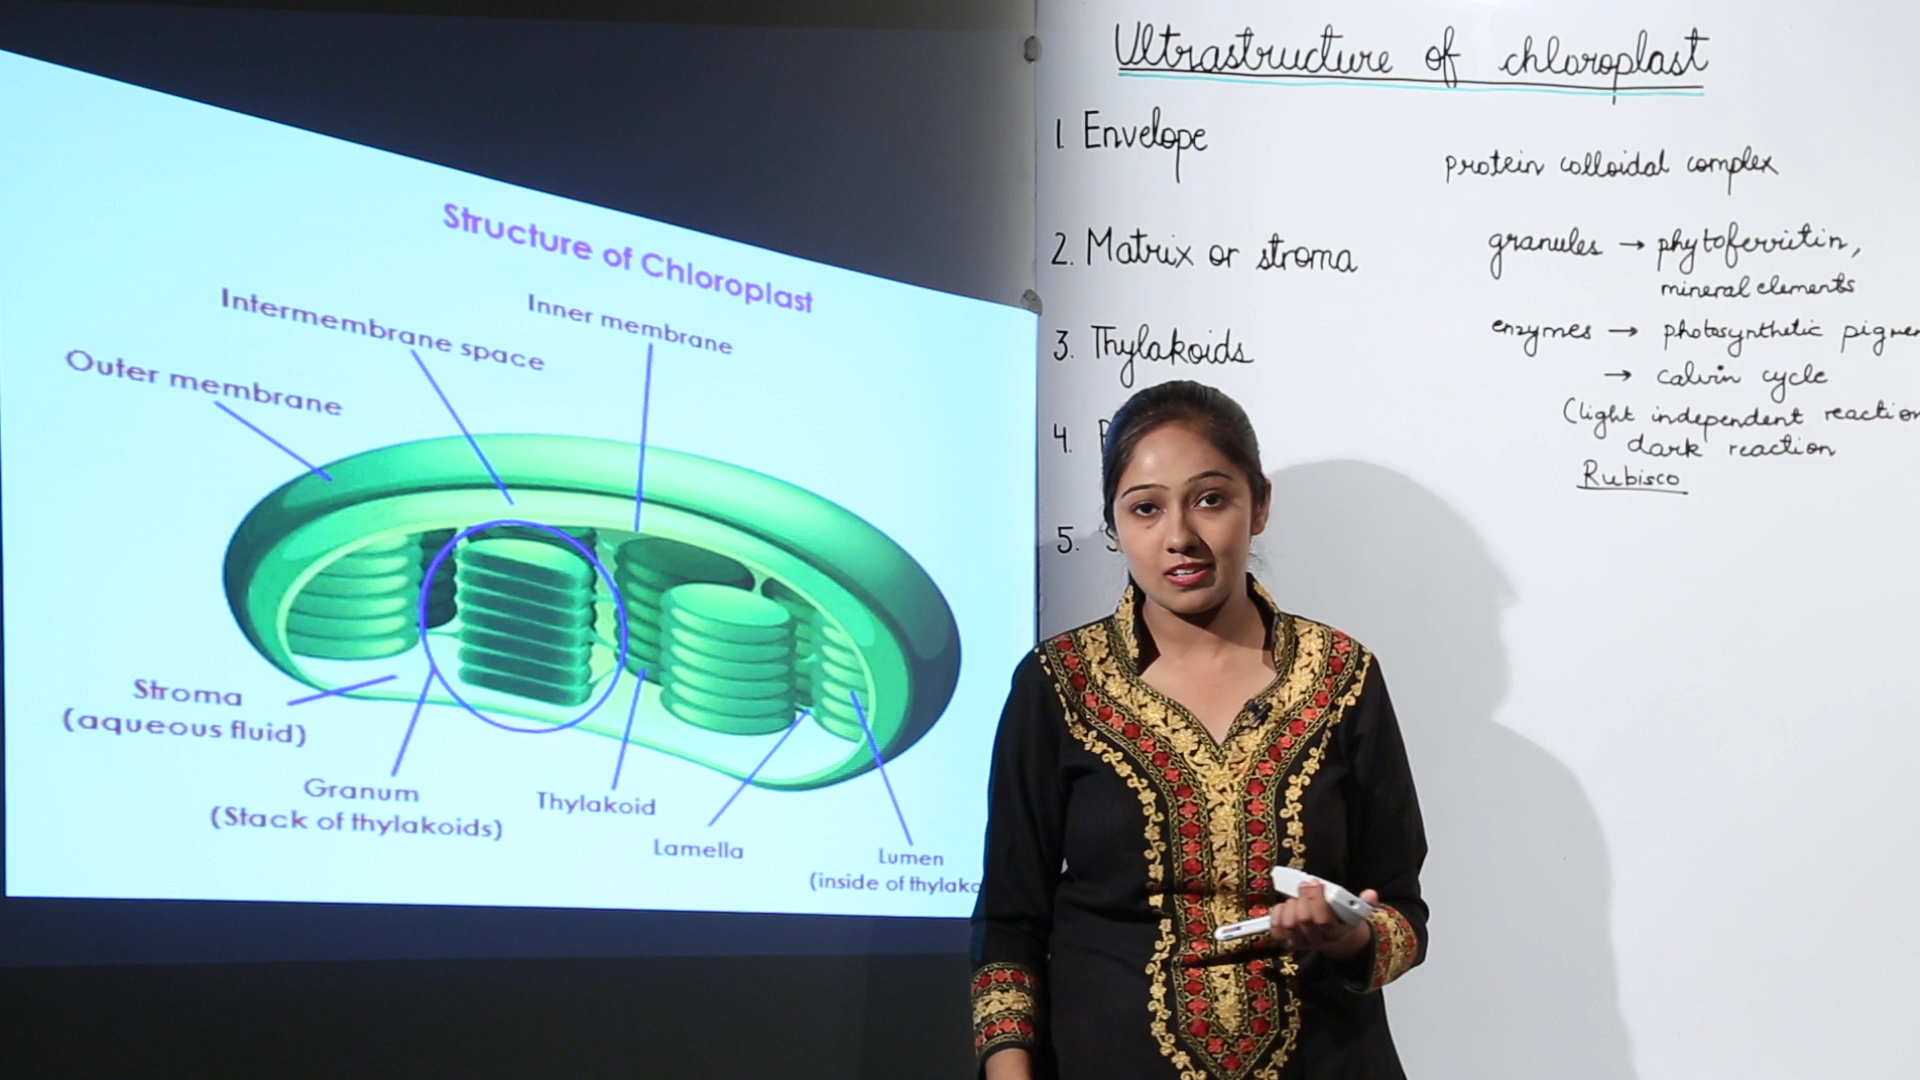 Structure of Chloroplast
Intermembrane space
Inner membrane
Outer membrane
Stroma
(aqueous fluid)
Granum
(Stack of thylakoids)
Thylakoid
Lamella
Lumen
(inside of
Ultrastructure of chloroplast
1. Envelope
2. Matrix or stroma
3. Thylakoids
4.
5.
protein colloidal complex
granules → phytoferritin,
mineral elements
enzymes → photosynthetic
→ calvin cycle
(light independent
dark reaction
Rubisco